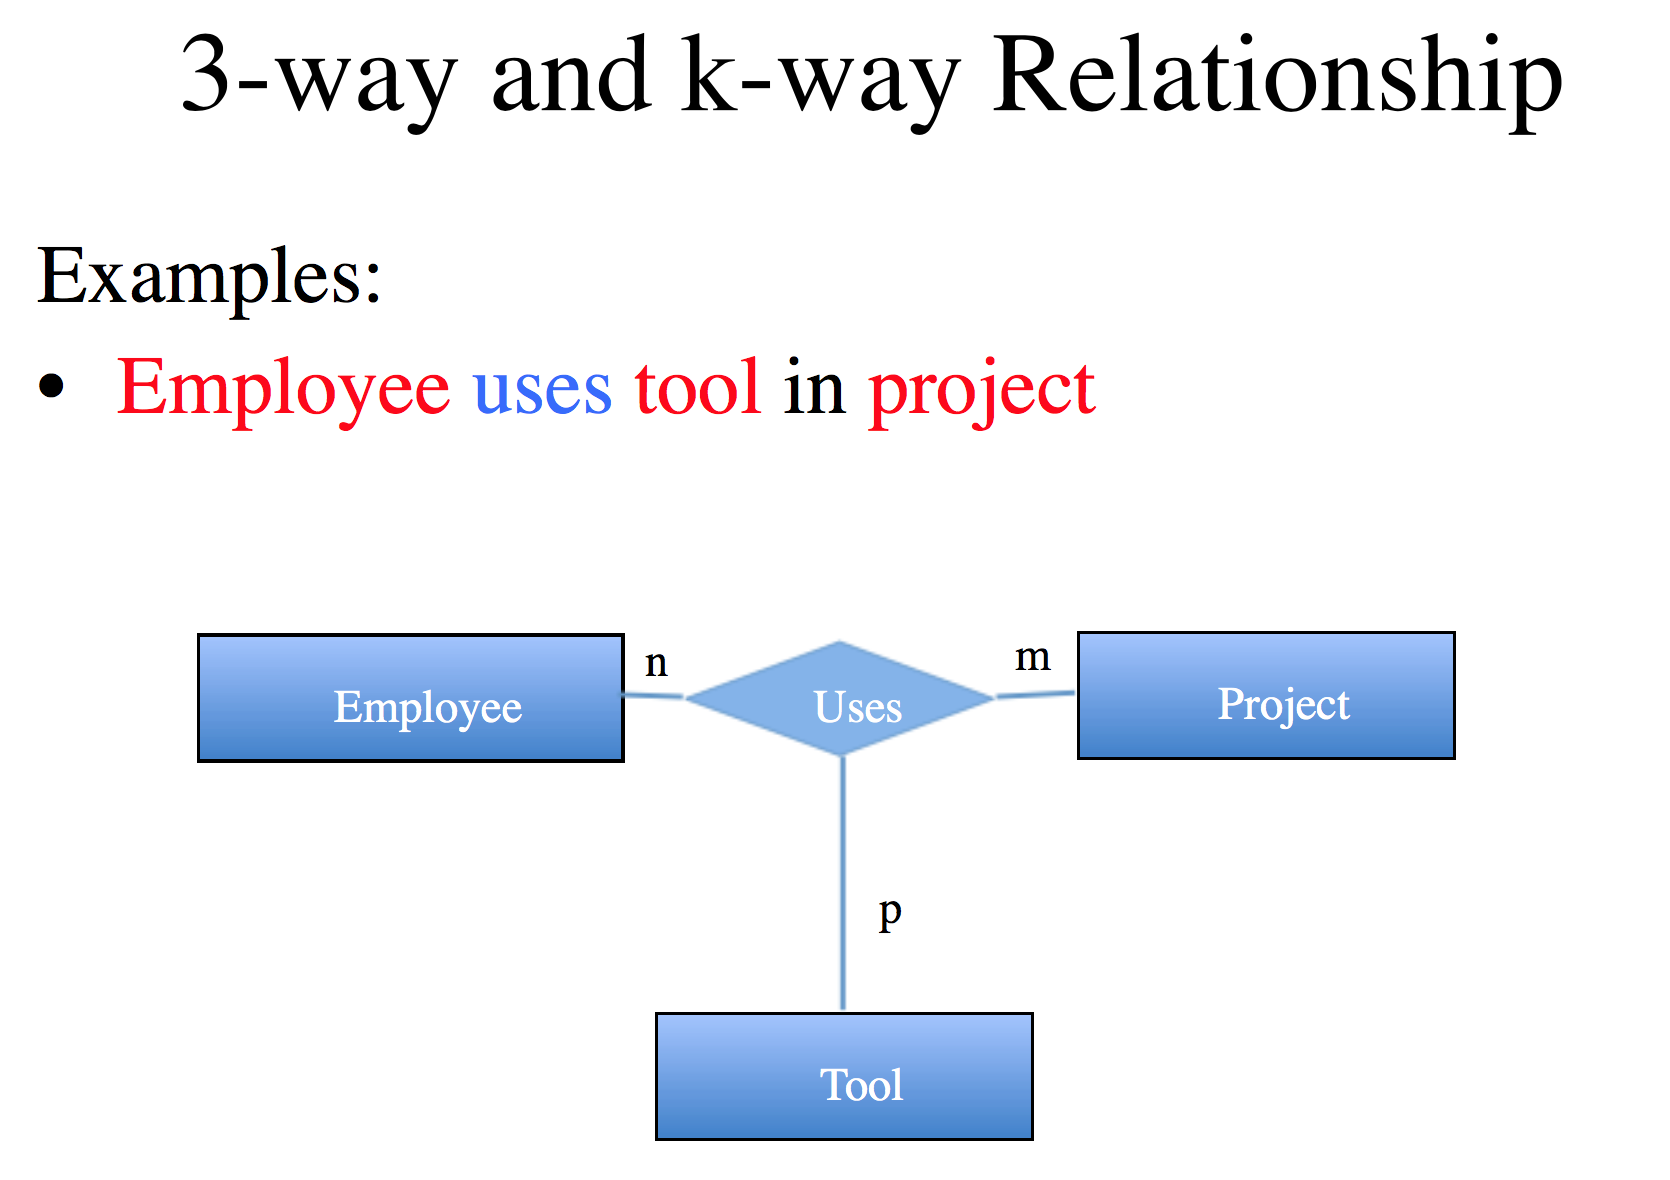 3-way and k-way Relationship
Examples:
• Employee uses tool in project
n
m
Employee
Uses
Project
p
Tool